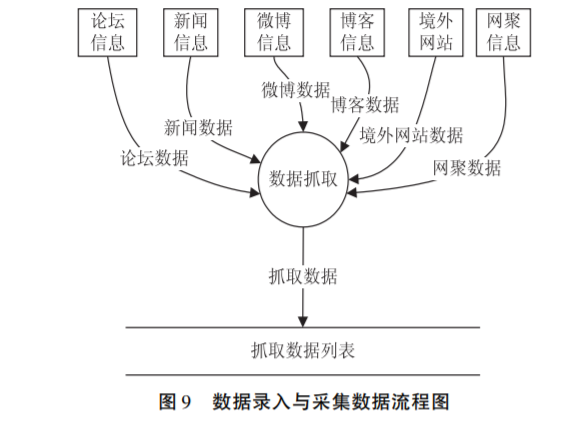 论坛
信息
新闻
信息
微博
信息
博客
信息
境外
网站
网聚
信息
微博数据
博客数据
新闻数据
境外网站数据
论坛数据
网聚数据
数据抓取
抓取数据
抓取数据列表
图 9 数据录入与采集数据流程图